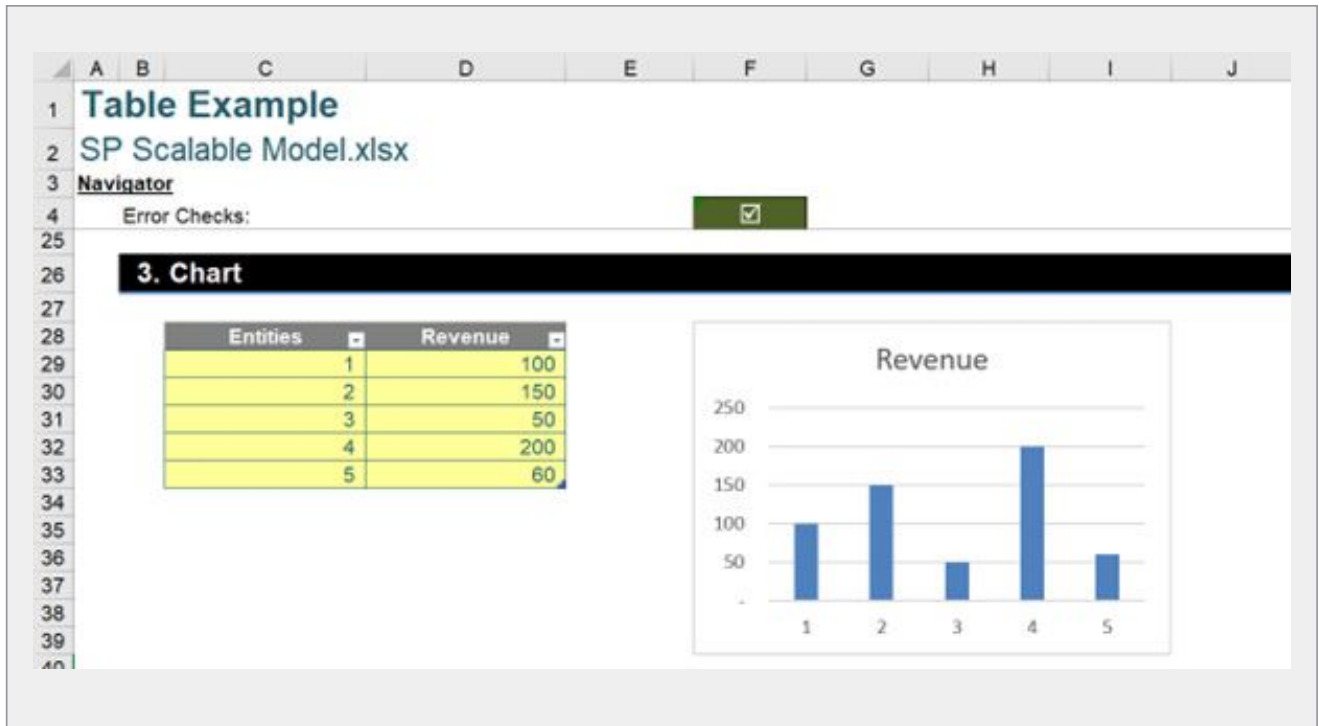 A B C D E F G H I J
1 Table Example
2 SP Scalable Model.xlsx
3 Navigator
4 Error Checks:
25
26 3. Chart
27
28 Entities Revenue
29 1 100
30 2 150
31 3 50
32 4 200
33 5 60
34
35
36
37
38
39
40
Revenue
250
200
150
100
50
-
1 2 3 4 5